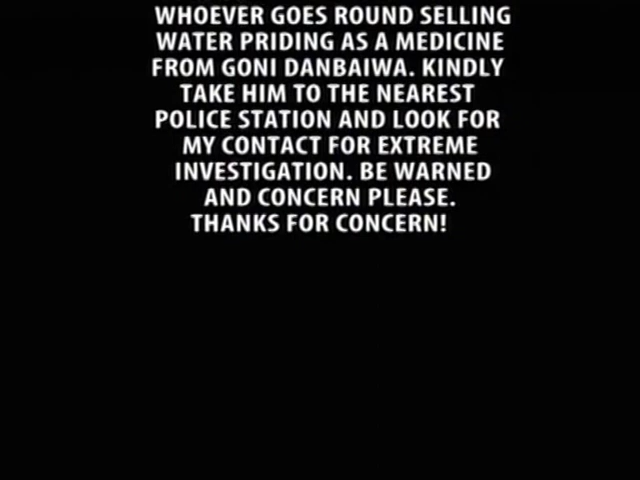 WHOEVER GOES ROUND SELLING
WATER PRIDING AS A MEDICINE
FROM GONI DANBAIWA. KINDLY
TAKE HIM TO THE NEAREST
POLICE STATION AND LOOK FOR
MY CONTACT FOR EXTREME
INVESTIGATION. BE WARNED
AND CONCERN PLEASE.
THANKS FOR CONCERN!